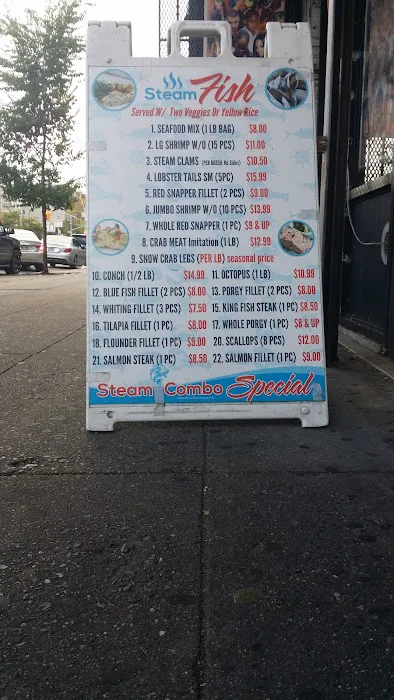 Steam Fish
Served W/ Two Veggies Or Yellow Rice
1. SEAFOOD MIX (1 LB BAG) $8.00
2. LG SHRIMP W/O (15 PCS) $11.00
3. STEAM CLAMS (PER DOZEN, No Sides) $10.50
4. LOBSTER TAILS SM (5PC) $15.99
5. RED SNAPPER FILLET (2 PCS) $9.00
6. JUMBO SHRIMP W/O (10 PCS) $13.99
7. WHOLE RED SNAPPER (1 PC) $9 & UP
8. CRAB MEAT Imitation (1 LB) $12.99
9. SNOW CRAB LEGS (PER LB) seasonal price
10. CONCH (1/2 LR) $14.99 11. OCTOPUS (1 LB) $10.99
12. BLUE FISH FILLET (2 PCS) $8.00 13. PORGY FILLET (2 PCS) $8.00
14. WHITING FILLET (3 PCS) $7.50 15. KING FISH STEAK (1 PC) $8.50
16. TILAPIA FILLET (1 PC) $8.00 17. WHOLE PORGY (1 PC) $8 & UP
18. FLOUNDER FILLET (1 PC) $9.00 20. SCALLOPS (8 PCS) $12.00
21. SALMON STEAK (1 PC) $8.50 22. SALMON FILLET (1 PC) $9.00
Steam Combo Special